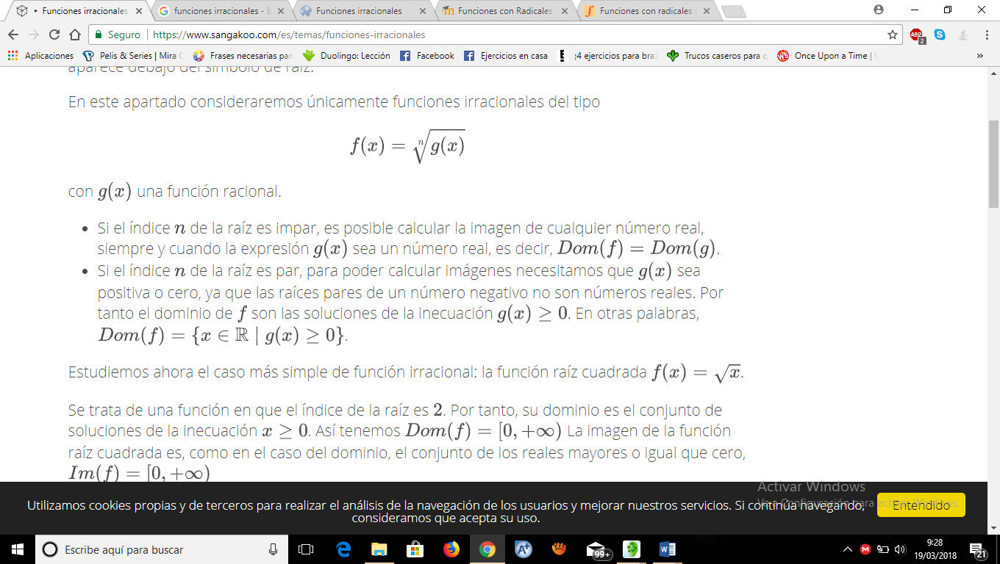 Funciones irracionales
funciones irracionales - B
Funciones irracionales
Funciones con Radicales
Funciones con radicales
Seguro
https://www.sangakoo.com/es/temas/funciones-irracionales
ABP
2
Aplicaciones
Pelis & Series | Mira
Frases necesarias par
Duolingo: Lección
Facebook
Ejercicios en casa
¡4 ejercicios para bra
Trucos caseros para
Once Upon a Time |
»
aparece debajo del símbolo de raíz.
En este apartado consideraremos únicamente funciones irracionales del tipo
f(x) = ⁿ√g(x)
con g(x) una función racional.
• Si el índice n de la raíz es impar, es posible calcular la imagen de cualquier número real,
siempre y cuando la expresión g(x) sea un número real, es decir, Dom(f) = Dom(g).
• Si el índice n de la raíz es par, para poder calcular imágenes necesitamos que g(x) sea
positiva o cero, ya que las raíces pares de un número negativo no son números reales. Por
tanto el dominio de f son las soluciones de la inecuación g(x) ≥ 0. En otras palabras,
Dom(f) = {x ∈ ℝ | g(x) ≥ 0}.
Estudiemos ahora el caso más simple de función irracional: la función raíz cuadrada f(x) = √x.
Se trata de una función en que el índice de la raíz es 2. Por tanto, su dominio es el conjunto de
soluciones de la inecuación x ≥ 0. Así tenemos Dom(f) = [0, +∞) La imagen de la función
raíz cuadrada es, como en el caso del dominio, el conjunto de los reales mayores o igual que cero,
Im(f) = [0, +∞)
Activar Windows
Ve a Configuración para activar Windows.
Utilizamos cookies propias y de terceros para realizar el análisis de la navegación de los usuarios y mejorar nuestros servicios. Si continúa navegando,
consideramos que acepta su uso.
Entendido
Escribe aquí para buscar
99+
9:28
19/03/2018
21